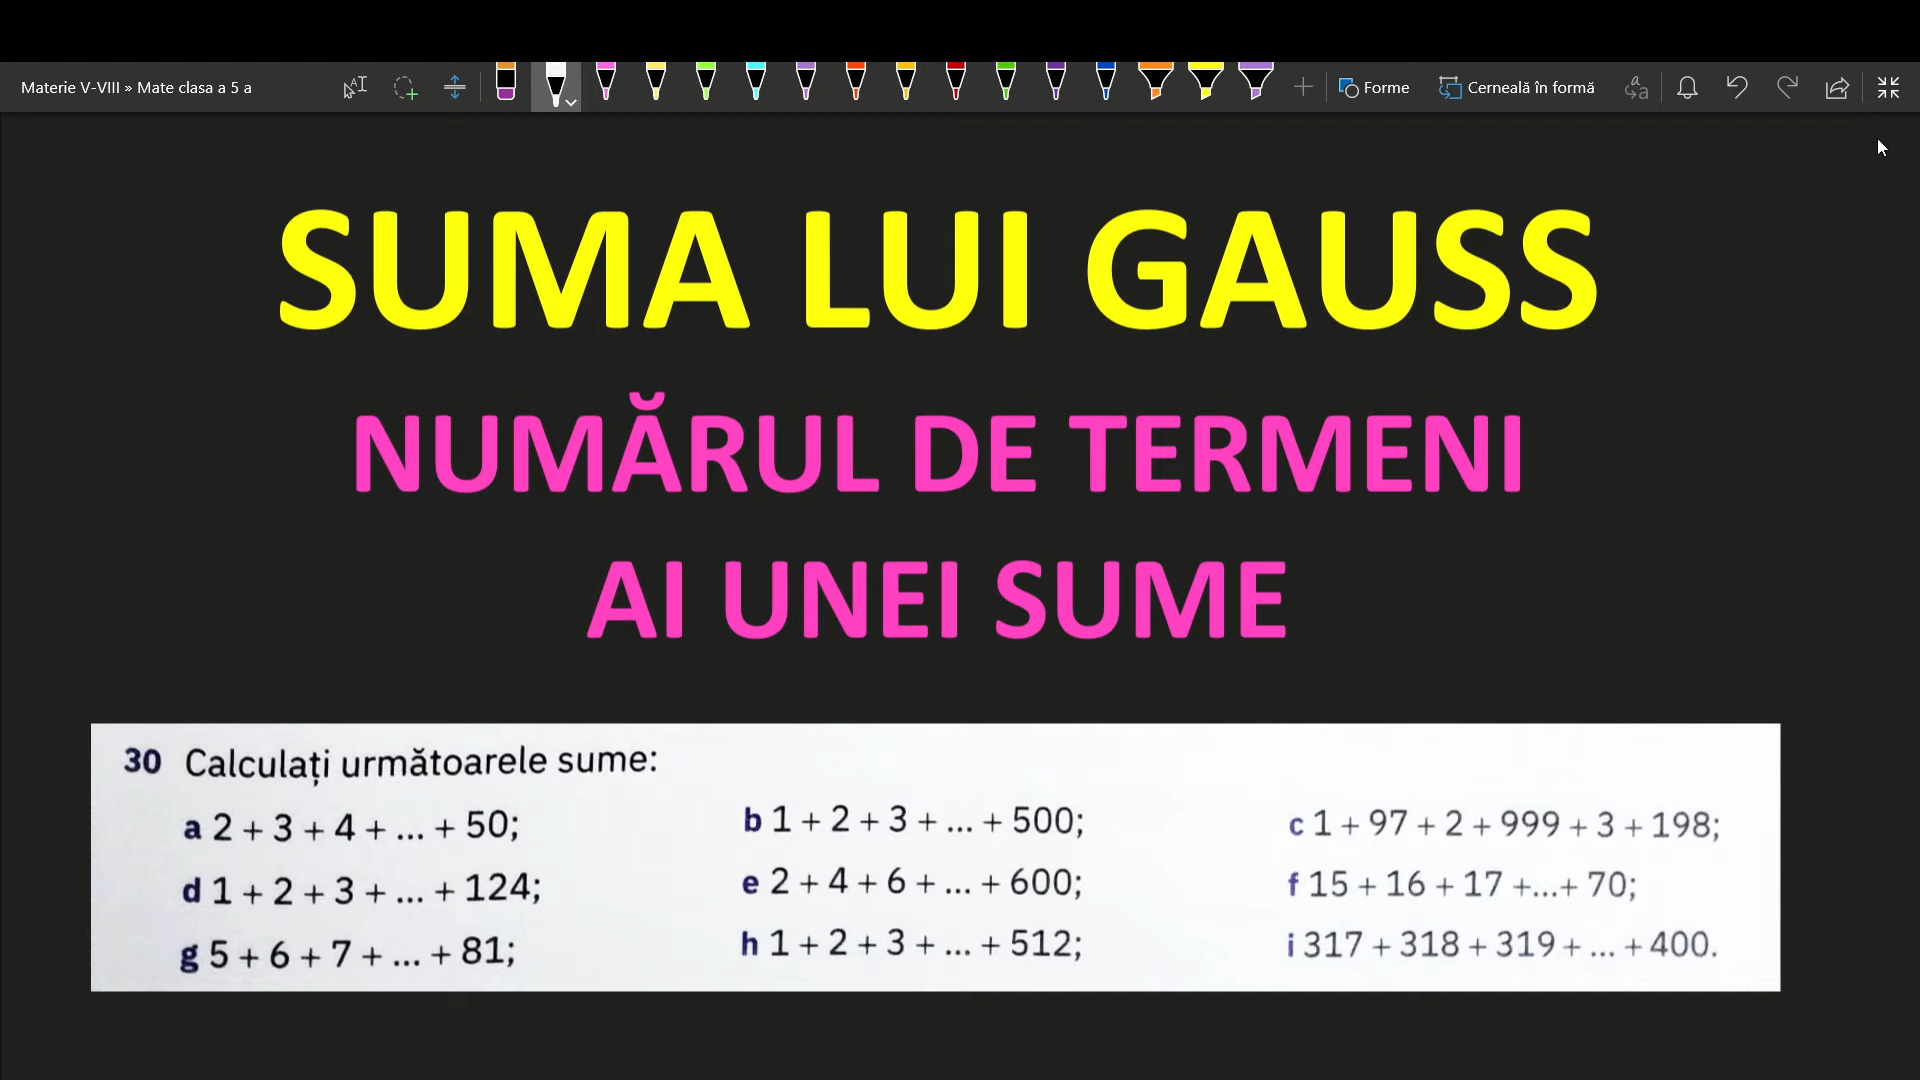 Materie V-VIII » Mate clasa a 5 a
Forme
Cerneală în formă
SUMA LUI GAUSS
NUMĂRUL DE TERMENI
AI UNEI SUME
30 Calculați următoarele sume:
a 2 + 3 + 4 + ... + 50;
b 1 + 2 + 3 + ... + 500;
c 1 + 97 + 2 + 999 + 3 + 198;
d 1 + 2 + 3 + ... + 124;
e 2 + 4 + 6 + ... + 600;
f 15 + 16 + 17 +...+ 70;
g 5 + 6 + 7 + ... + 81;
h 1 + 2 + 3 + ... + 512;
i 317 + 318 + 319 + ... + 400.